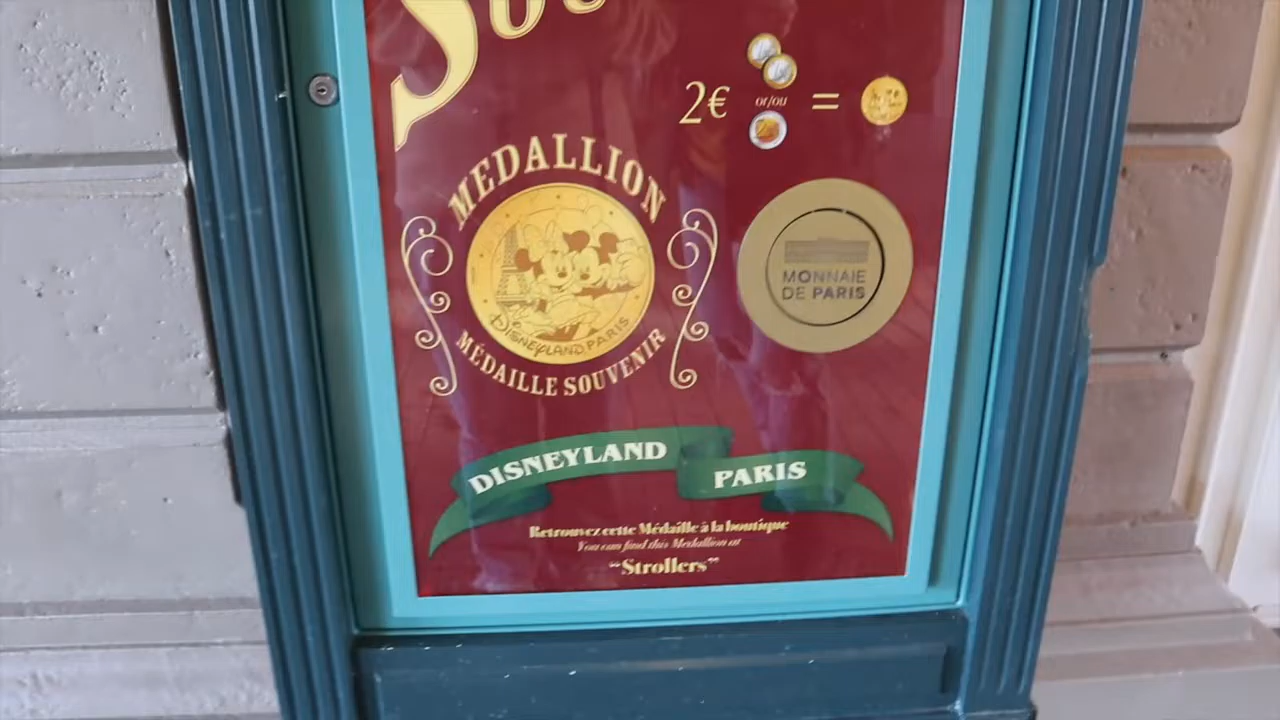 2€
or/ou
=
MEDALLION
DISNEYLAND PARIS
MÉDAILLE SOUVENIR
MONNAIE
DE PARIS
DISNEYLAND PARIS
Retrouvez cette Médaille à la boutique
You can find this Medallion at
“Strollers”